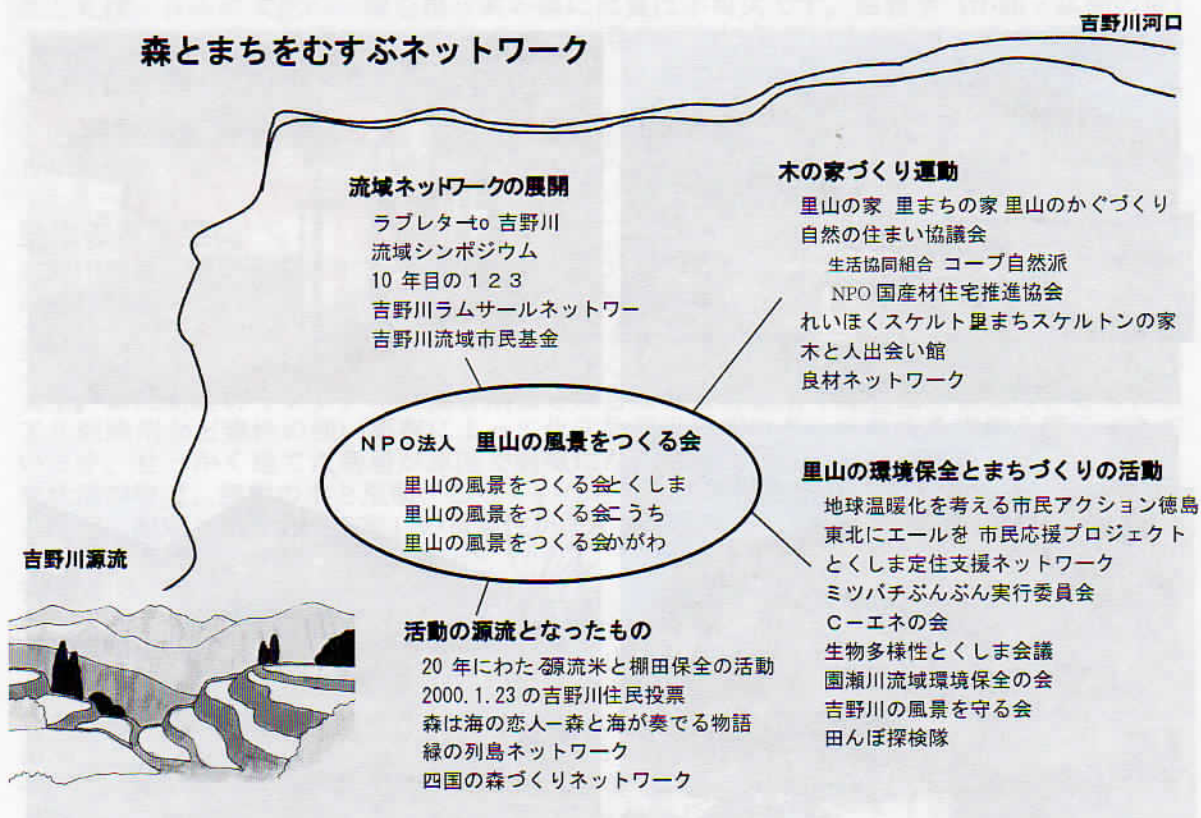 吉野川河口
森とまちをむすぶネットワーク
流域ネットワークの展開
ラブレターto 吉野川
流域シンポジウム
10 年目の１２３
吉野川ラムサールネットワー
吉野川流域市民基金
木の家づくり運動
里山の家 里まちの家 里山のかぐづくり
自然の住まい協議会
生活協同組合 コープ自然派
NPO 国産材住宅推進協会
れいほくスケルト里まちスケルトンの家
木と人出会い館
良材ネットワーク
ＮＰＯ法人 里山の風景をつくる会
里山の風景をつくる会とくしま
里山の風景をつくる会こうち
里山の風景をつくる会かがわ
里山の環境保全とまちづくりの活動
地球温暖化を考える市民アクション徳島
東北にエールを 市民応援プロジェクト
とくしま定住支援ネットワーク
ミツバチぶんぶん実行委員会
Ｃーエネの会
生物多様性とくしま会議
園瀬川流域環境保全の会
吉野川の風景を守る会
田んぼ探検隊
吉野川源流
活動の源流となったもの
20 年にわたる源流米と棚田保全の活動
2000.1.23 の吉野川住民投票
森は海の恋人ー森と海が奏でる物語
緑の列島ネットワーク
四国の森づくりネットワーク